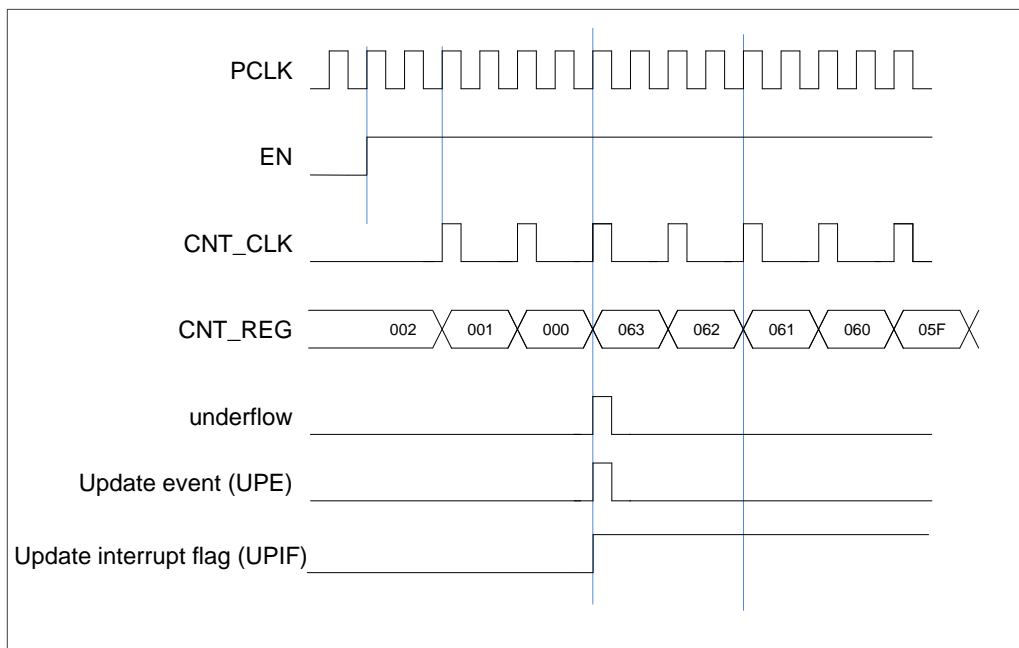 PCLK
EN
CNT_CLK
CNT_REG 002 001 000 063 062 061 060 05F
underflow
Update event (UPE)
Update interrupt flag (UPIF)